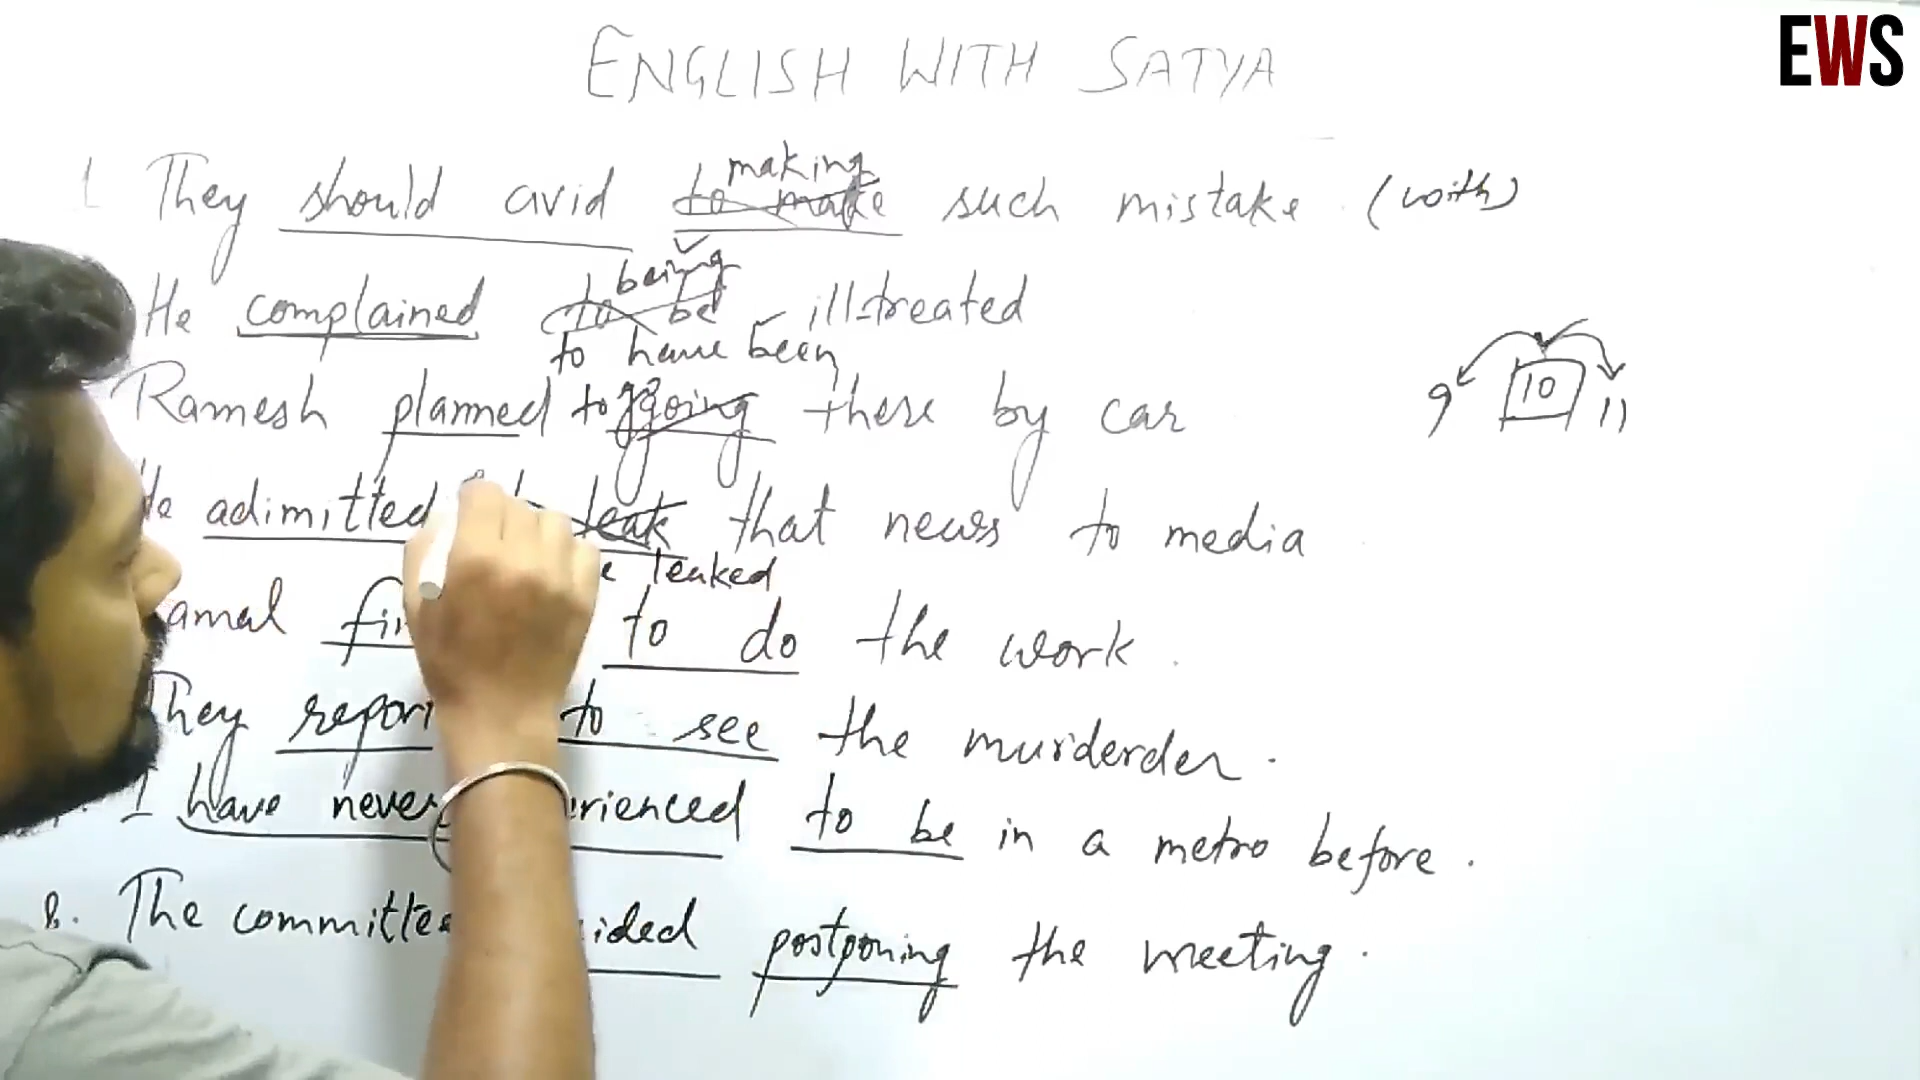 ENGLISH WITH SATYA
EWS
making
1 They should avid to make such mistake (with)
being
He complained to be ill-treated
to have been
Ramesh planned to go going there by car
9 10 11
He adimitted leak that news to media
leaked
amal to do the work.
They to see the murderder.
I have never in a metro before.
to be
8. The committee postponing the meeting.